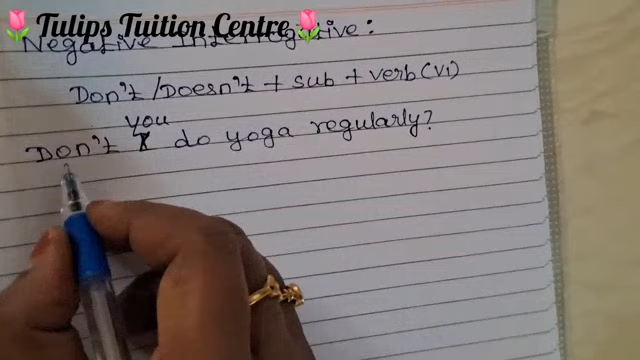 🌷Tulips Tuition Centre🌷
Negative Interrogative:
Don't/Doesn't + sub + verb(V1)
you
Don't do yoga regularly?